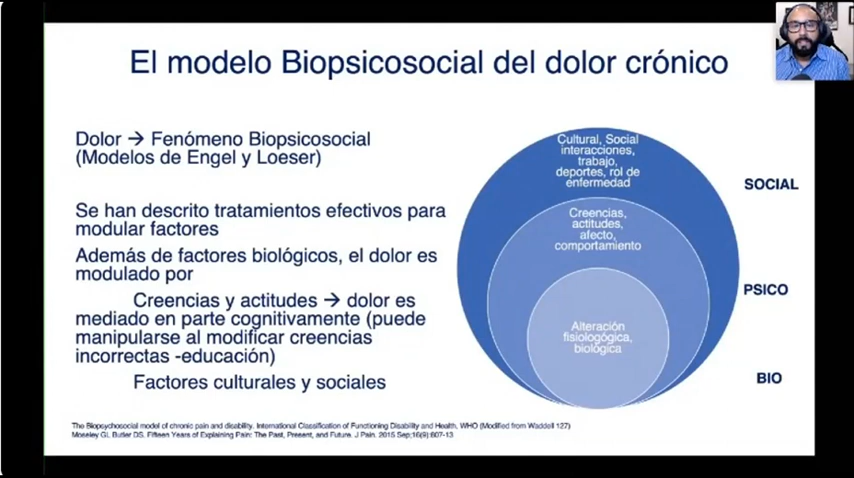 El modelo Biopsicosocial del dolor crónico
Dolor → Fenómeno Biopsicosocial
(Modelos de Engel y Loeser)
Se han descrito tratamientos efectivos para
modular factores
Además de factores biológicos, el dolor es
modulado por
Creencias y actitudes → dolor es
mediado en parte cognitivamente (puede
manipularse al modificar creencias
incorrectas -educación)
Factores culturales y sociales
Cultural, Social
interacciones,
trabajo,
deportes, rol de
enfermedad
Creencias,
actitudes,
afecto,
comportamiento
Alteración
fisiologógica,
biológica
SOCIAL
PSICO
BIO
The Biopsychosocial model of chronic pain and disability. International Classification of Functioning Disability and Health, WHO (Modified from Waddell 127)
Moseley GL Butler DS. Fifteen Years of Explaining Pain: The Past, Present, and Future. J Pain. 2015 Sep;16(9):807-13